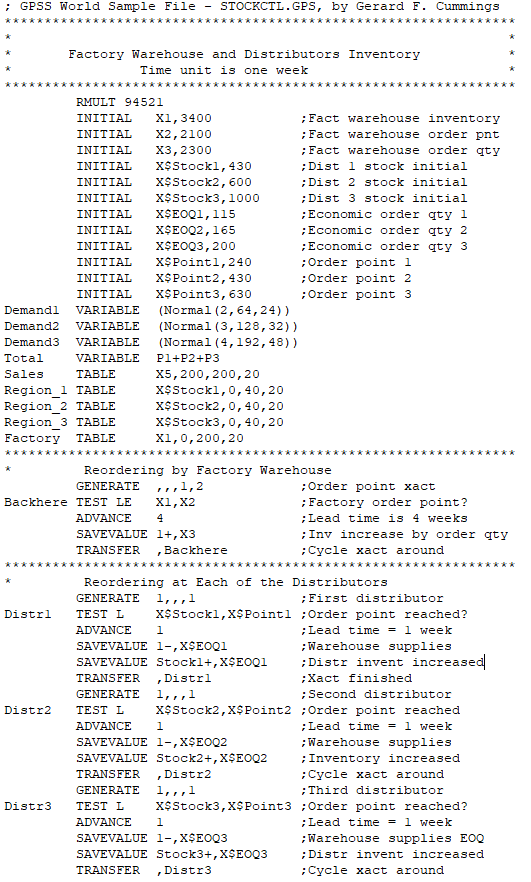 ; GPSS World Sample File - STOCKCTL.GPS, by Gerard F. Cummings
****************************************************************
*                                                              *
*       Factory Warehouse and Distributors Inventory           *
*                Time unit is one week                         *
****************************************************************
         RMULT 94521
         INITIAL   X1,3400           ;Fact warehouse inventory
         INITIAL   X2,2100           ;Fact warehouse order pnt
         INITIAL   X3,2300           ;Fact warehouse order qty
         INITIAL   X$Stock1,430      ;Dist 1 stock initial
         INITIAL   X$Stock2,600      ;Dist 2 stock initial
         INITIAL   X$Stock3,1000     ;Dist 3 stock initial
         INITIAL   X$EOQ1,115        ;Economic order qty 1
         INITIAL   X$EOQ2,165        ;Economic order qty 2
         INITIAL   X$EOQ3,200        ;Economic order qty 3
         INITIAL   X$Point1,240      ;Order point 1
         INITIAL   X$Point2,430      ;Order point 2
         INITIAL   X$Point3,630      ;Order point 3
Demand1  VARIABLE  (Normal(2,64,24))
Demand2  VARIABLE  (Normal(3,128,32))
Demand3  VARIABLE  (Normal(4,192,48))
Total    VARIABLE  P1+P2+P3
Sales    TABLE     X5,200,200,20
Region_1 TABLE     X$Stock1,0,40,20
Region_2 TABLE     X$Stock2,0,40,20
Region_3 TABLE     X$Stock3,0,40,20
Factory  TABLE     X1,0,200,20
****************************************************************
*         Reordering by Factory Warehouse
         GENERATE  ,,,1,2            ;Order point xact
Backhere TEST LE   X1,X2             ;Factory order point?
         ADVANCE   4                 ;Lead time is 4 weeks
         SAVEVALUE 1+,X3             ;Inv increase by order qty
         TRANSFER  ,Backhere         ;Cycle xact around
****************************************************************
*         Reordering at Each of the Distributors
         GENERATE  1,,,1             ;First distributor
Distr1   TEST L    X$Stock1,X$Point1 ;Order point reached?
         ADVANCE   1                 ;Lead time = 1 week
         SAVEVALUE 1-,X$EOQ1         ;Warehouse supplies
         SAVEVALUE Stock1+,X$EOQ1    ;Distr invent increased
         TRANSFER  ,Distr1           ;Xact finished
         GENERATE  1,,,1             ;Second distributor
Distr2   TEST L    X$Stock2,X$Point2 ;Order point reached
         ADVANCE   1                 ;Lead time = 1 week
         SAVEVALUE 1-,X$EOQ2         ;Warehouse supplies
         SAVEVALUE Stock2+,X$EOQ2    ;Inventory increased
         TRANSFER  ,Distr2           ;Cycle xact around
         GENERATE  1,,,1             ;Third distributor
Distr3   TEST L    X$Stock3,X$Point3 ;Order point reached?
         ADVANCE   1                 ;Lead time = 1 week
         SAVEVALUE 1-,X$EOQ3         ;Warehouse supplies EOQ
         SAVEVALUE Stock3+,X$EOQ3    ;Distr invent increased
         TRANSFER  ,Distr3           ;Cycle xact around